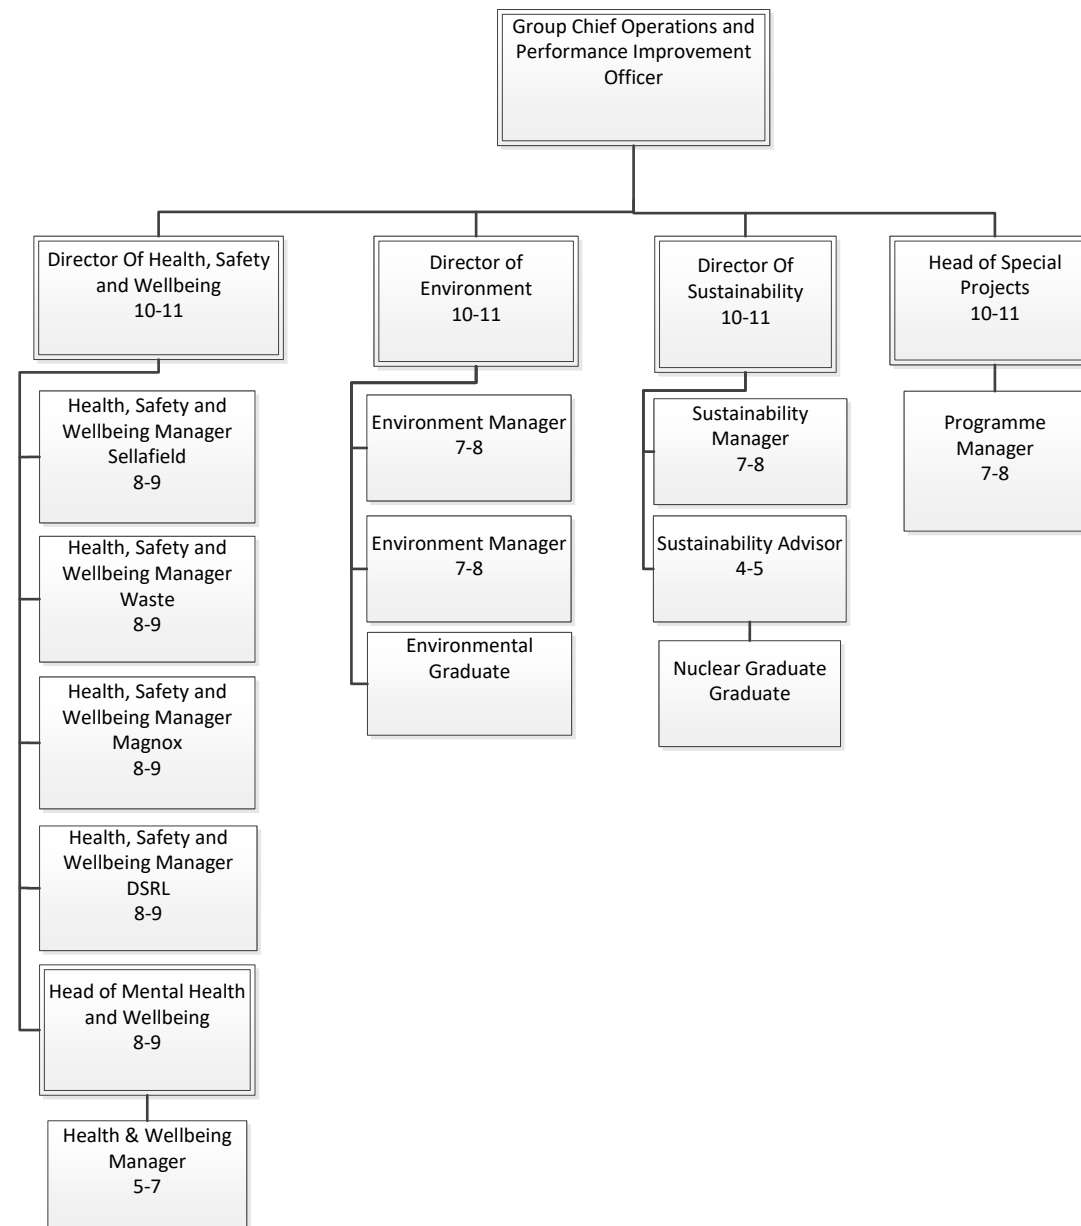 Group Chief Operations and
Performance Improvement
Officer
Director Of Health, Safety
and Wellbeing
10-11
Director of
Environment
10-11
Director Of
Sustainability
10-11
Head of Special
Projects
10-11
Health, Safety and
Wellbeing Manager
Sellafield
8-9
Health, Safety and
Wellbeing Manager
Waste
8-9
Health, Safety and
Wellbeing Manager
Magnox
8-9
Health, Safety and
Wellbeing Manager
DSRL
8-9
Head of Mental Health
and Wellbeing
8-9
Health & Wellbeing
Manager
5-7
Environment Manager
7-8
Environment Manager
7-8
Environmental
Graduate
Sustainability
Manager
7-8
Sustainability Advisor
4-5
Nuclear Graduate
Graduate
Programme
Manager
7-8